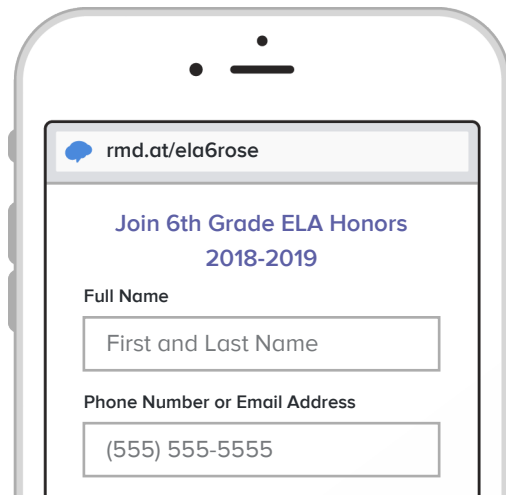 rmd.at/ela6rose
Join 6th Grade ELA Honors
2018-2019
Full Name
First and Last Name
Phone Number or Email Address
(555) 555-5555